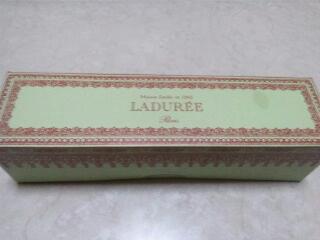 Maison fondée en 1862
LADURÉE
Paris